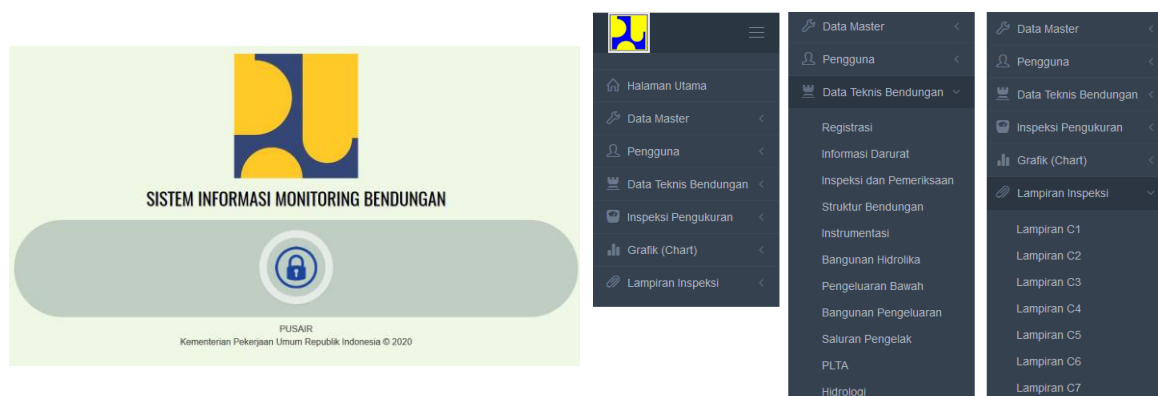 SISTEM INFORMASI MONITORING BENDUNGAN
PUSAIR
Kementerian Pekerjaan Umum Republik Indonesia © 2020
Halaman Utama
Data Master
Pengguna
Data Teknis Bendungan
Inspeksi Pengukuran
Grafik (Chart)
Lampiran Inspeksi
Data Master
Pengguna
Data Teknis Bendungan
Registrasi
Informasi Darurat
Inspeksi dan Pemeriksaan
Struktur Bendungan
Instrumentasi
Bangunan Hidrolika
Pengeluaran Bawah
Bangunan Pengeluaran
Saluran Pengelak
PLTA
Hidrologi
Data Master
Pengguna
Data Teknis Bendungan
Inspeksi Pengukuran
Grafik (Chart)
Lampiran Inspeksi
Lampiran C1
Lampiran C2
Lampiran C3
Lampiran C4
Lampiran C5
Lampiran C6
Lampiran C7